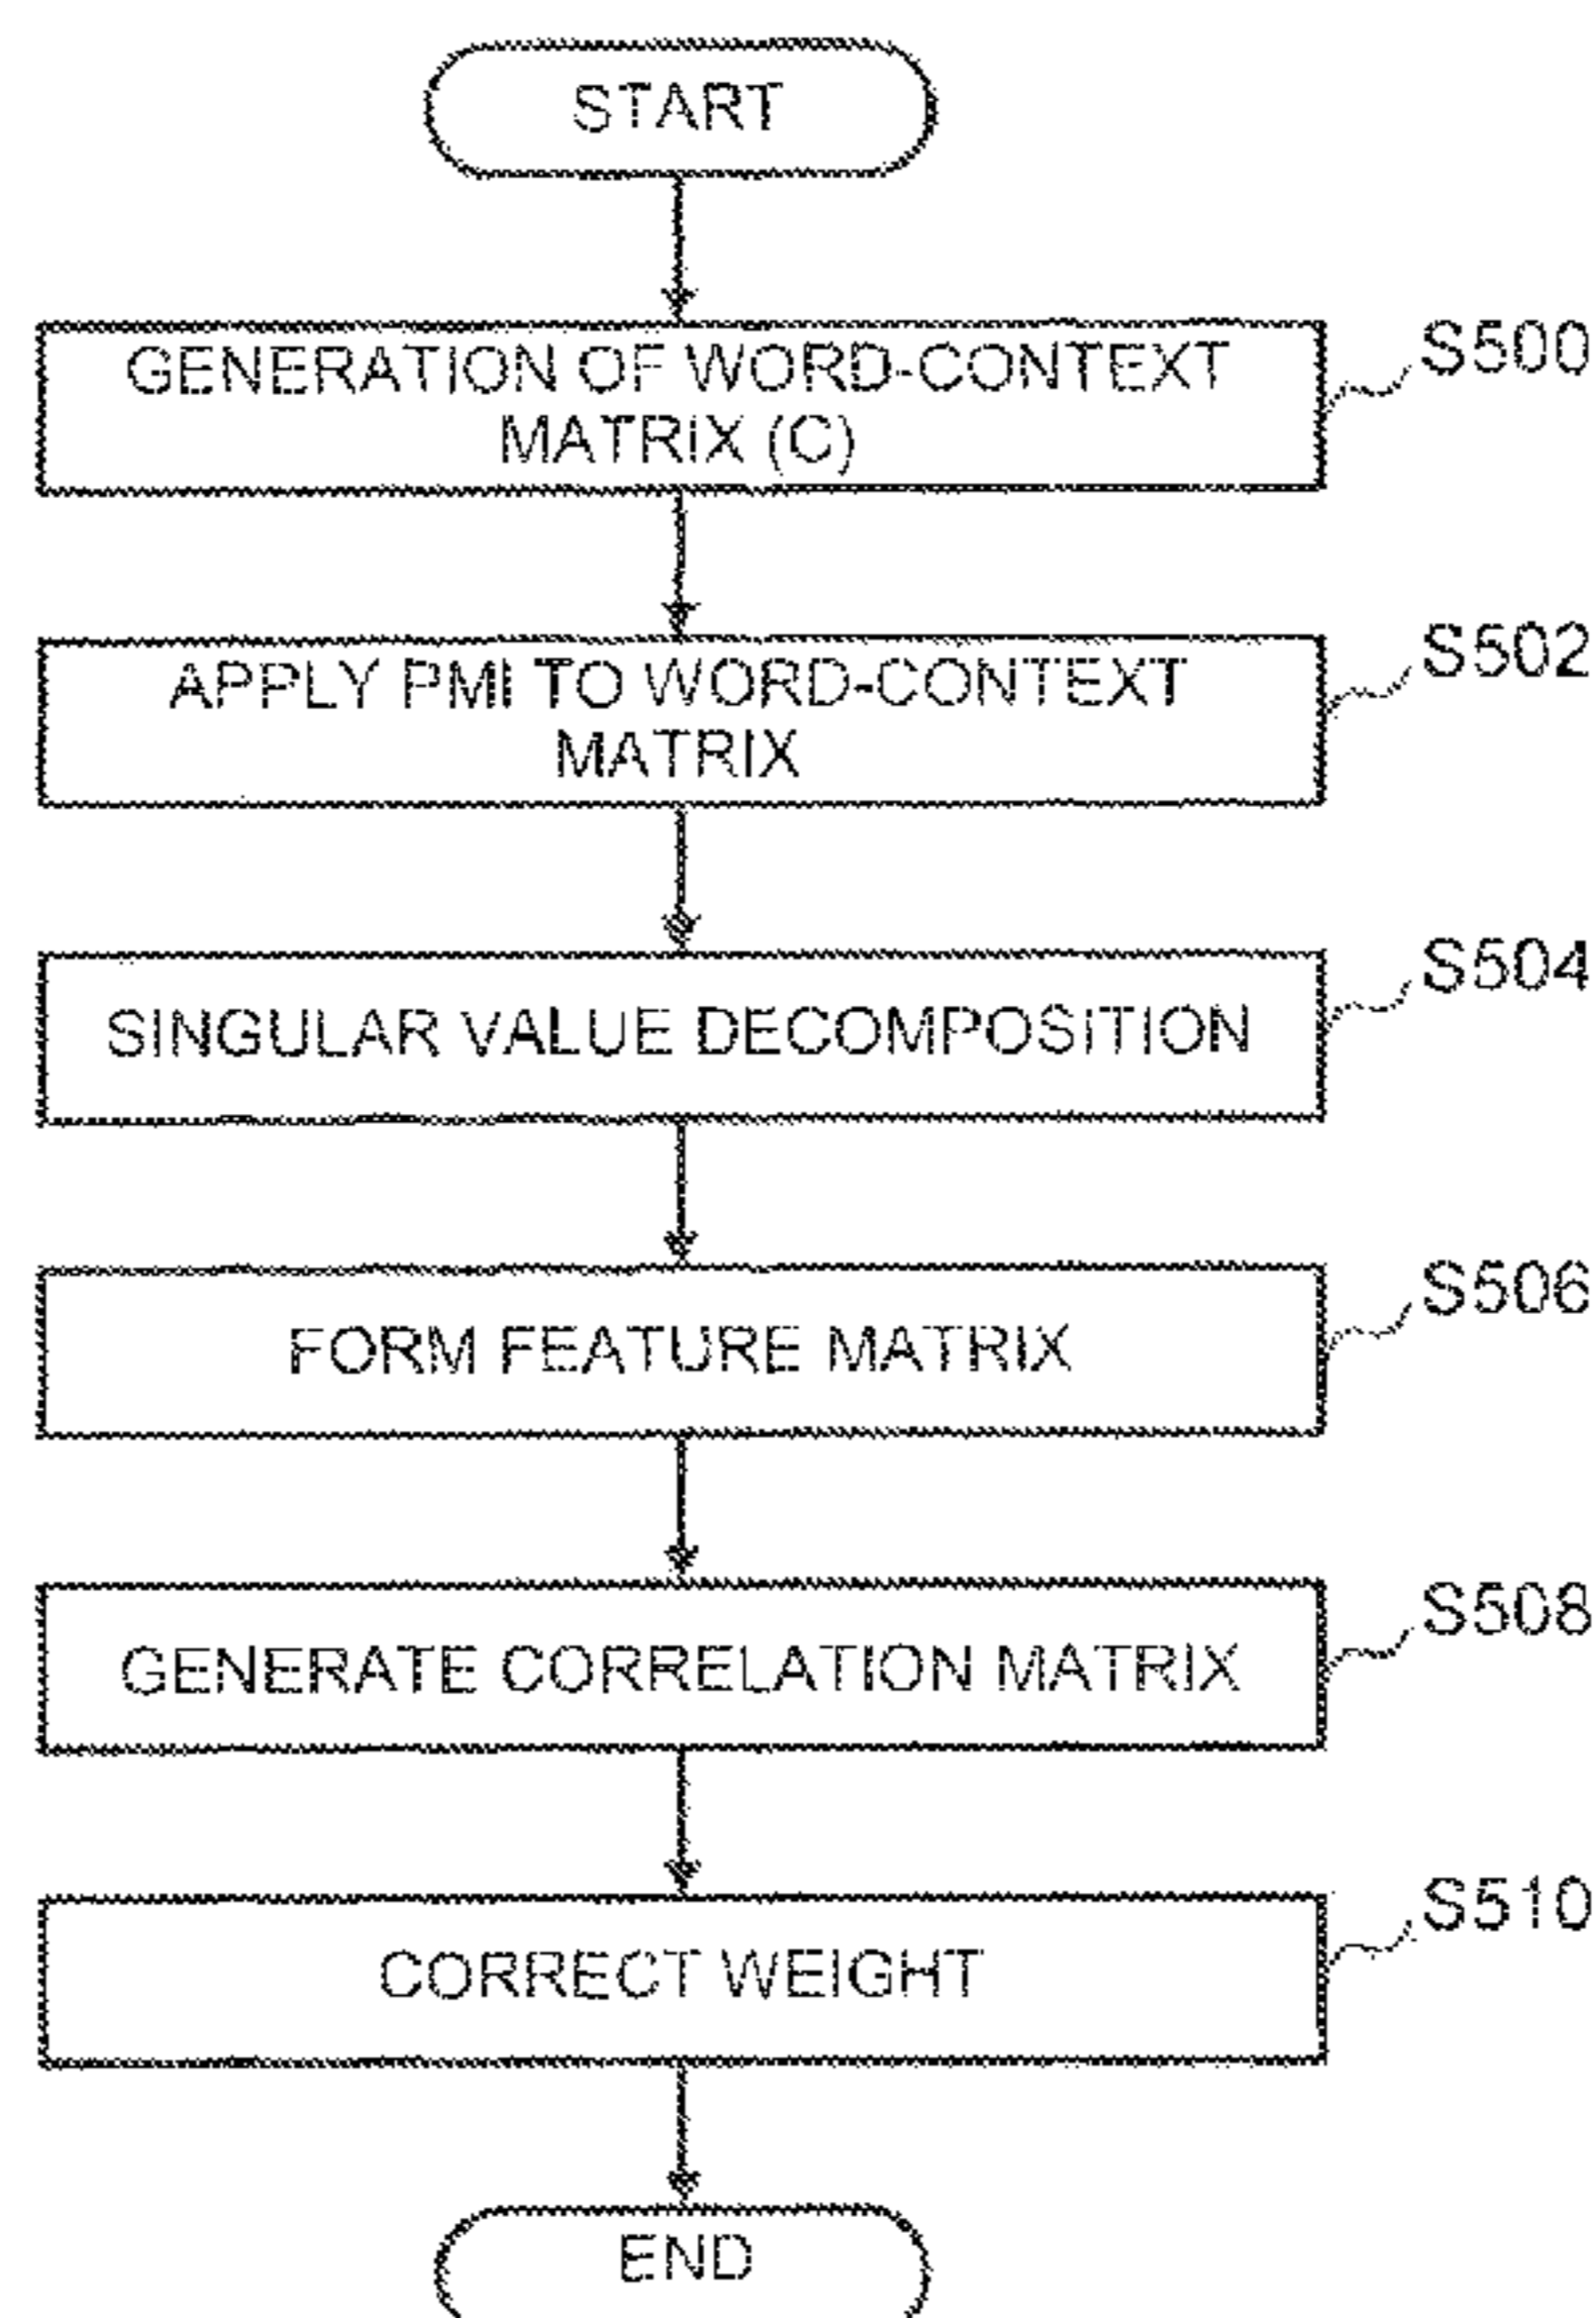 START
GENERATION OF WORD-CONTEXT
MATRIX (C)
S500
APPLY PMI TO WORD-CONTEXT
MATRIX
S502
SINGULAR VALUE DECOMPOSITION
S504
FORM FEATURE MATRIX
S506
GENERATE CORRELATION MATRIX
S508
CORRECT WEIGHT
S510
END